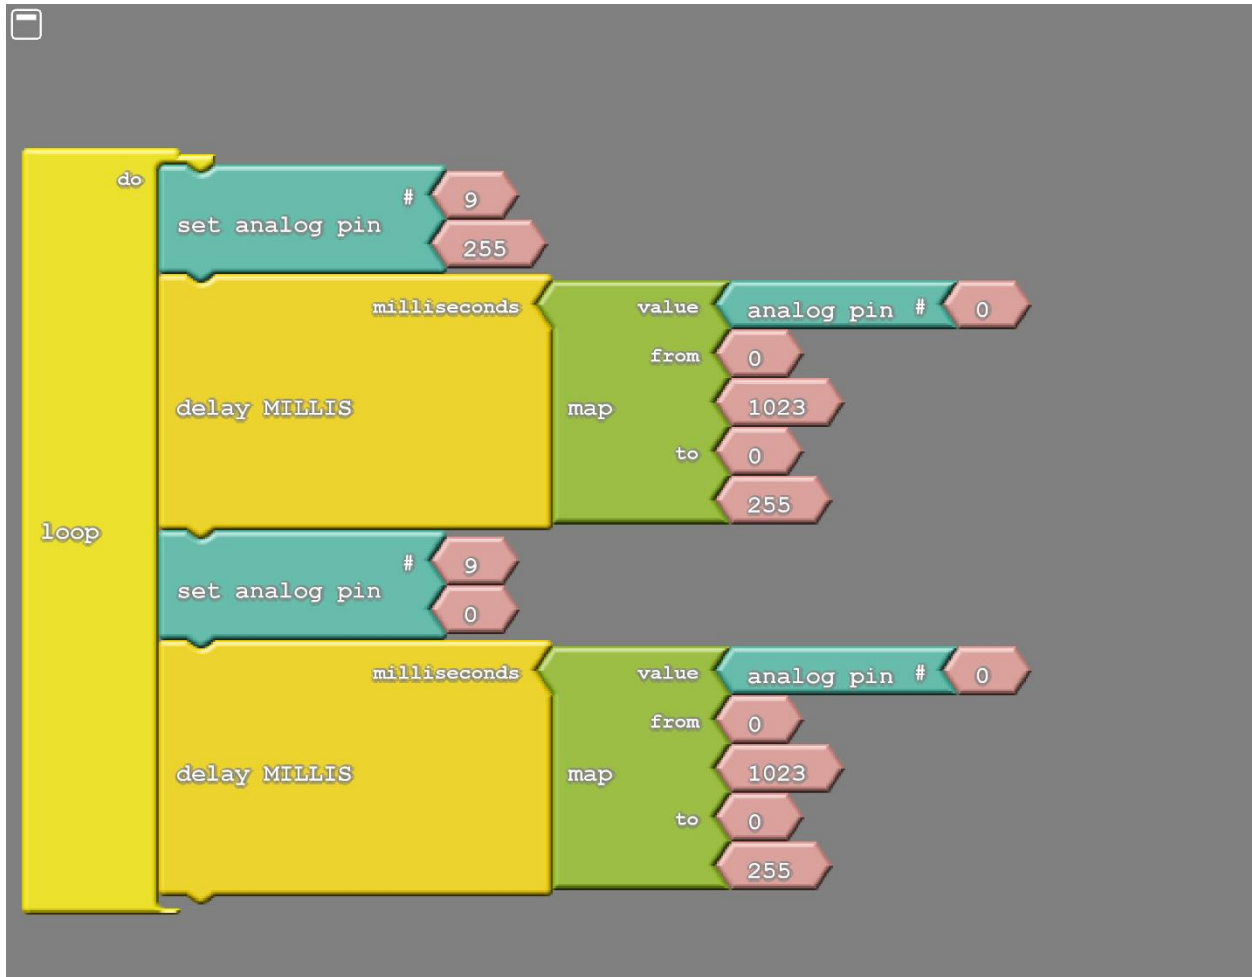 do
set analog pin # 9
255
delay MILLIS milliseconds map value analog pin # 0
from 0
1023
to 0
255
loop
set analog pin # 9
0
delay MILLIS milliseconds map value analog pin # 0
from 0
1023
to 0
255